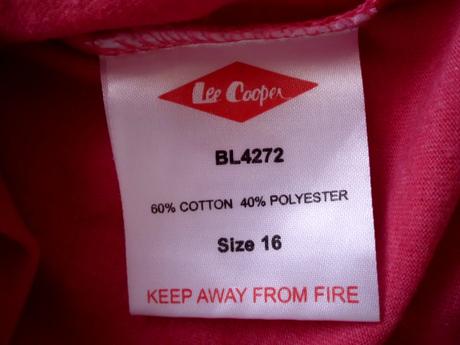 Lee Cooper
BL4272
60% COTTON 40% POLYESTER
Size 16
KEEP AWAY FROM FIRE